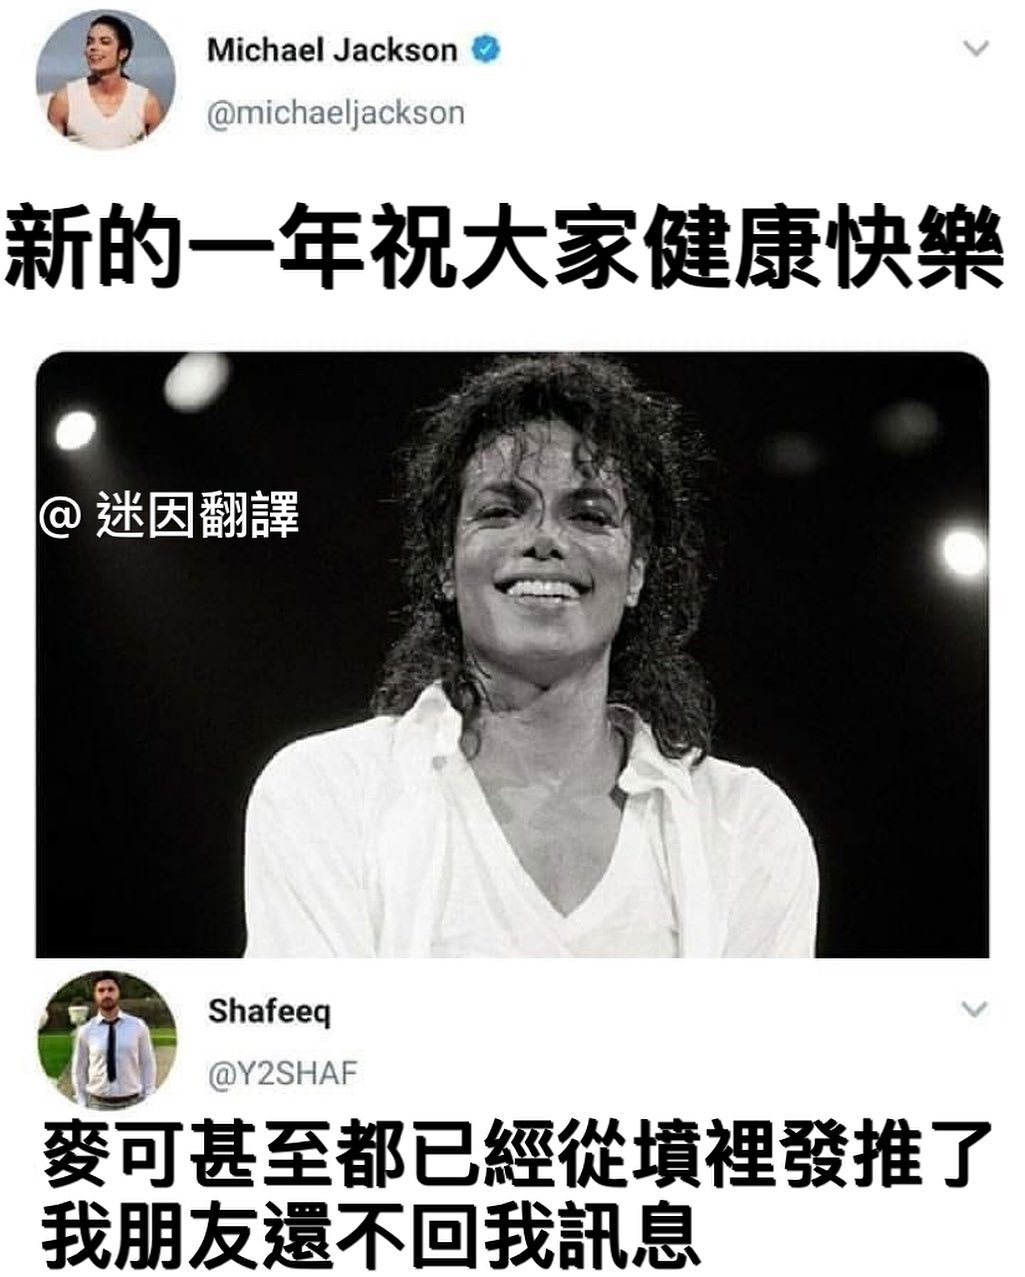 Michael Jackson
@michaeljackson
新的一年祝大家健康快樂
@ 迷因翻譯
Shafeeq
@Y2SHAF
麥可甚至都已經從墳裡發推了
我朋友還不回我訊息